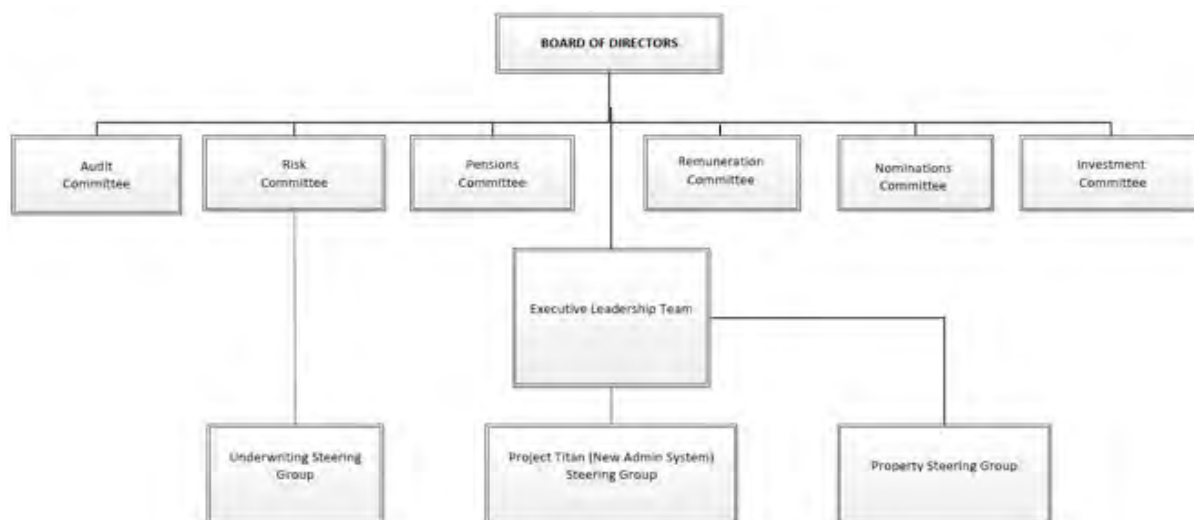 BOARD OF DIRECTORS
Audit
Committee
Risk
Committee
Pensions
Committee
Remuneration
Committee
Nominations
Committee
Investment
Committee
Executive Leadership Team
Underwriting Steering
Group
Project Titan (New Admin System)
Steering Group
Property Steering Group